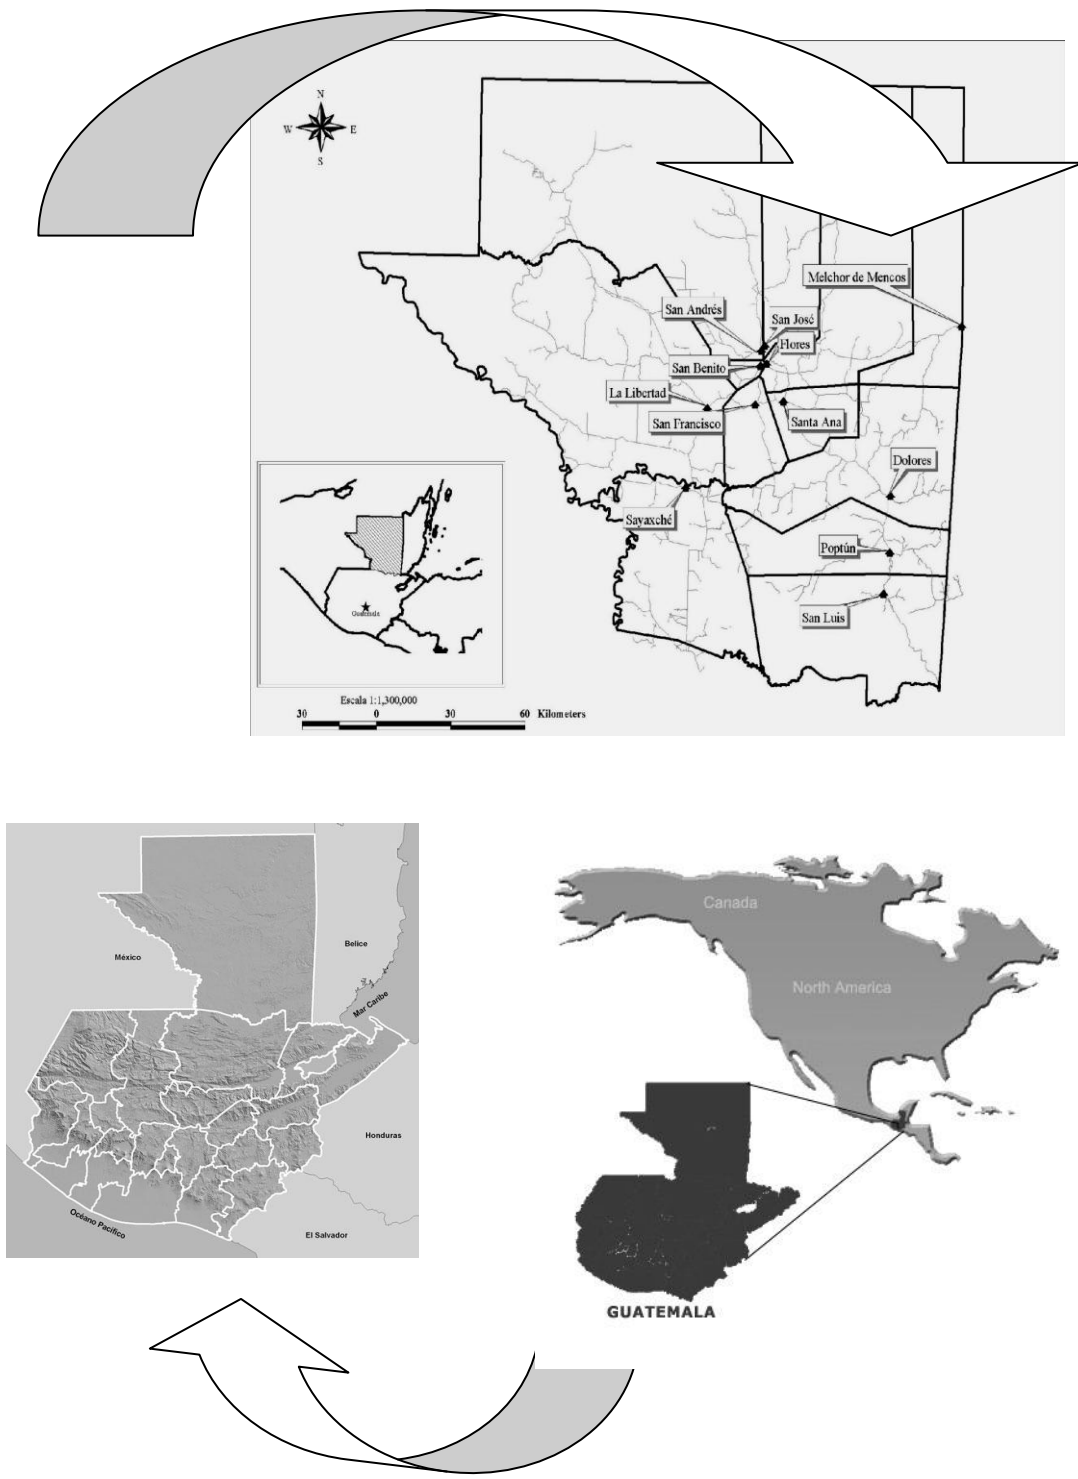 N
W E
S
Melchor de Mencos
San Andrés
San José
Flores
San Benito
La Libertad
San Francisco
Santa Ana
Dolores
Sayaxché
Poptún
San Luis
Guatemala
Escala 1:1,300,000
30 0 30 60 Kilometers
México
Belice
Mar Caribe
Honduras
Océano Pacífico
El Salvador
Canada
North America
GUATEMALA